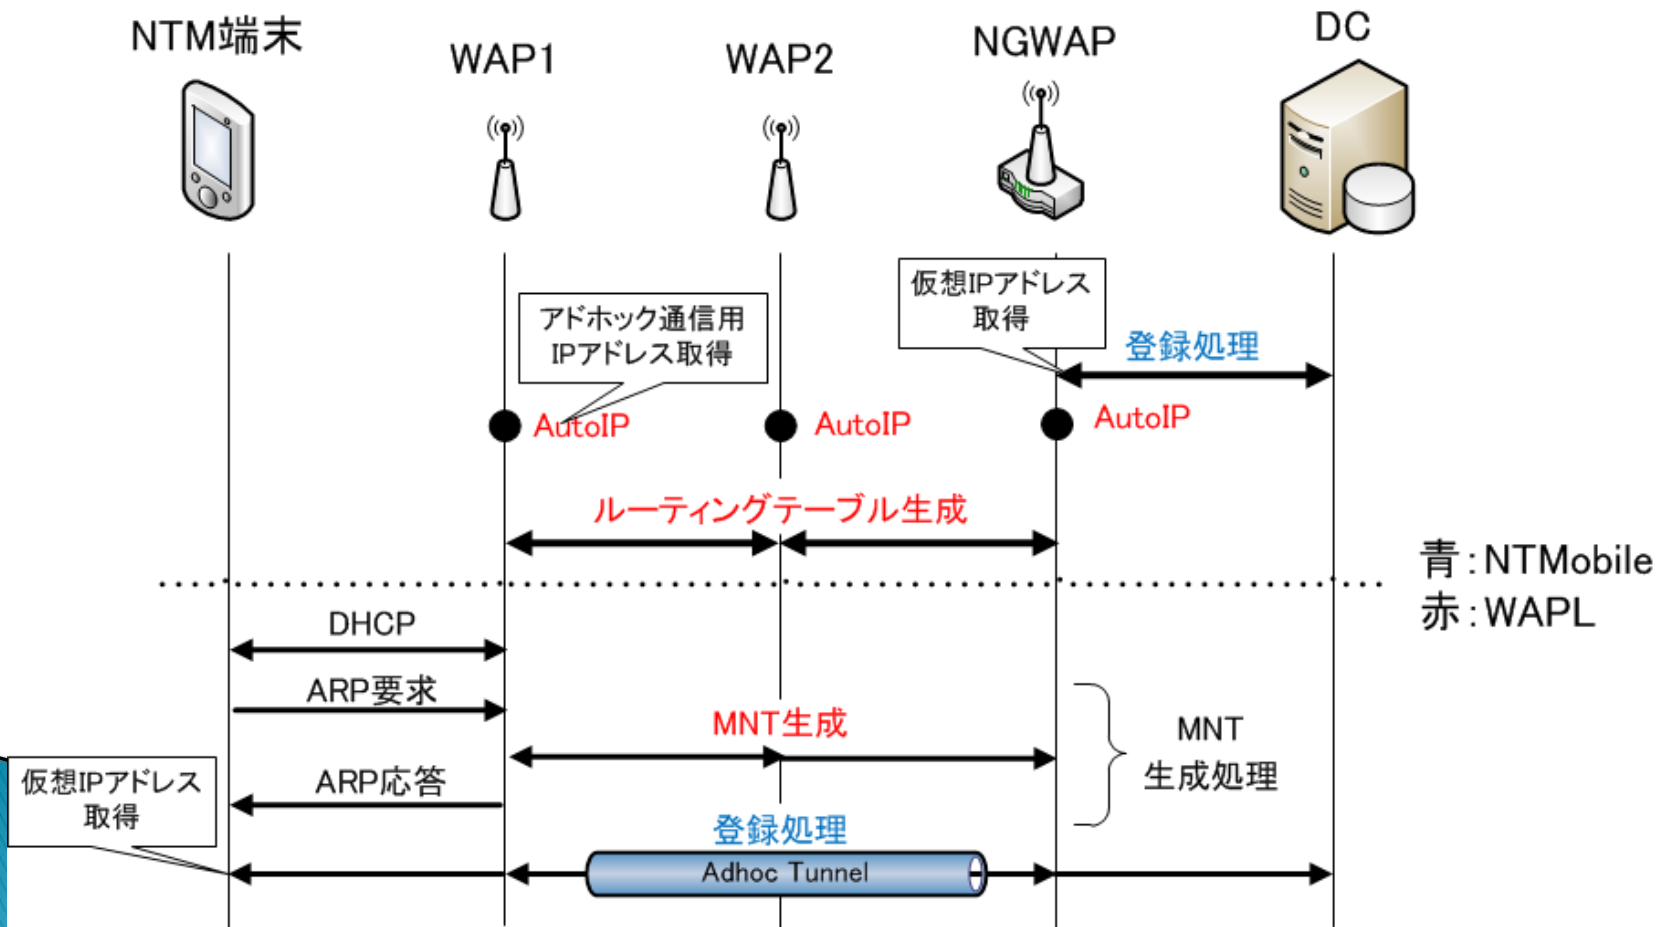 NTM端末
WAP1
WAP2
NGWAP
DC
仮想IPアドレス
取得
アドホック通信用
IPアドレス取得
登録処理
AutoIP
AutoIP
AutoIP
ルーティングテーブル生成
青：NTMobile
赤：WAPL
DHCP
ARP要求
MNT生成
MNT
生成処理
仮想IPアドレス
取得
ARP応答
登録処理
Adhoc Tunnel